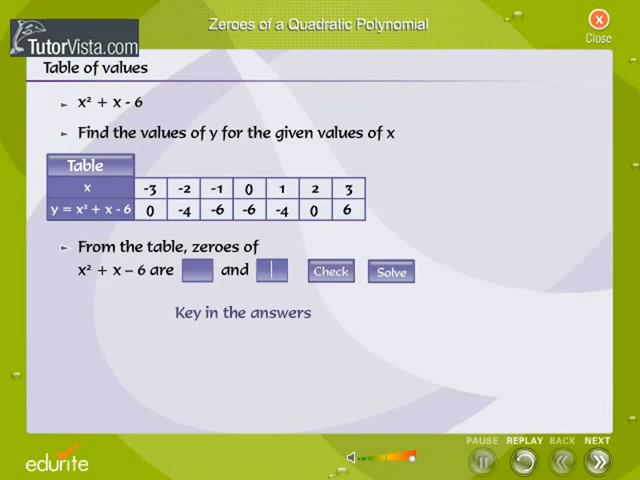 Zeroes of a Quadratic Polynomial
x
Close
TutorVista.com
Table of values
x² + x - 6
Find the values of y for the given values of x
Table
x -3 -2 -1 0 1 2 3
y = x² + x - 6 0 -4 -6 -6 -4 0 6
From the table, zeroes of
x² + x – 6 are and Check Solve
Key in the answers
PAUSE REPLAY BACK NEXT
edurite